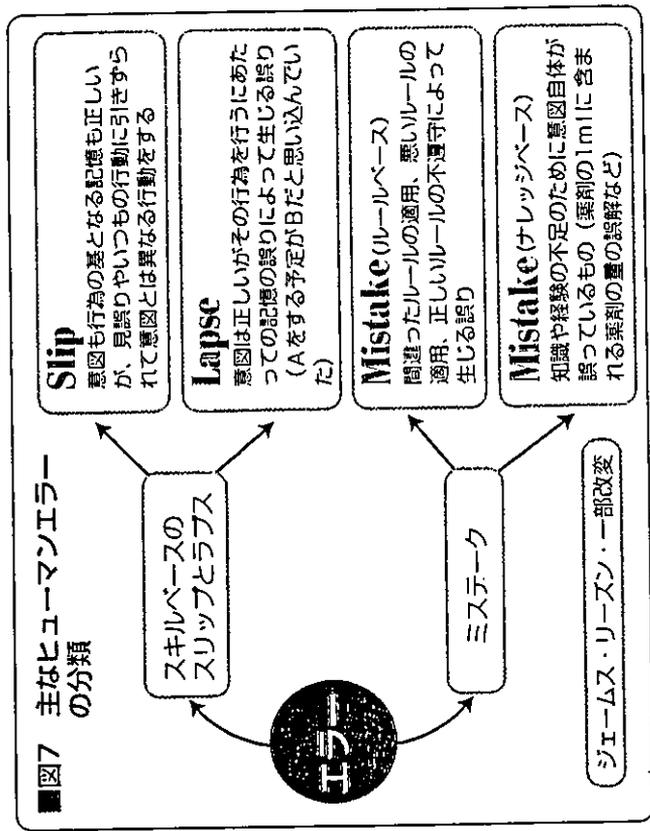 ■図7 主なヒューマンエラー
の分類
エラー
スキルベースの
スリップとラプス
ミステーク
Slip
意図も行為の基となる記憶も正しい
が、見誤りやいつもの行動に引きずら
れて意図とは異なる行動をする
Lapse
意図は正しいがその行為を行うにあた
っての記憶の誤りによって生じる誤り
（Aをする予定がBだと思い込んでい
た）
Mistake(ルールベース)
間違ったルールの適用、悪いルールの
適用、正しいルールの不遵守によって
生じる誤り
Mistake(ナレッジベース)
知識や経験の不足のために意図自体が
誤っているもの（薬剤の1mlに含ま
れる薬剤の量の誤解など）
ジェームス・リーズン・一部改変